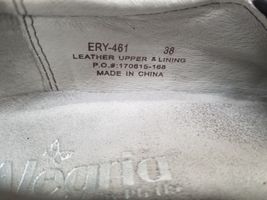 ERY-461 38
LEATHER UPPER & LINING
P.O.#:170615-168
MADE IN CHINA
Alegria